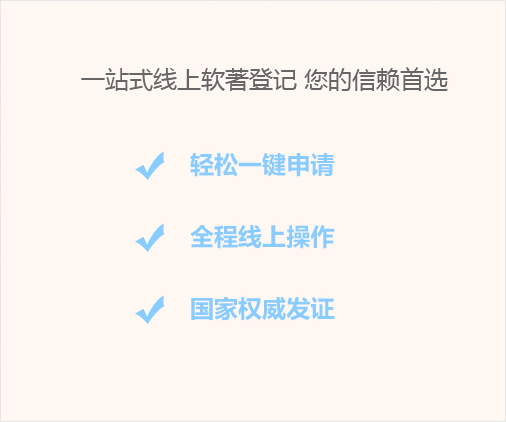 一站式线上软著登记 您的信赖首选
轻松一键申请
全程线上操作
国家权威发证